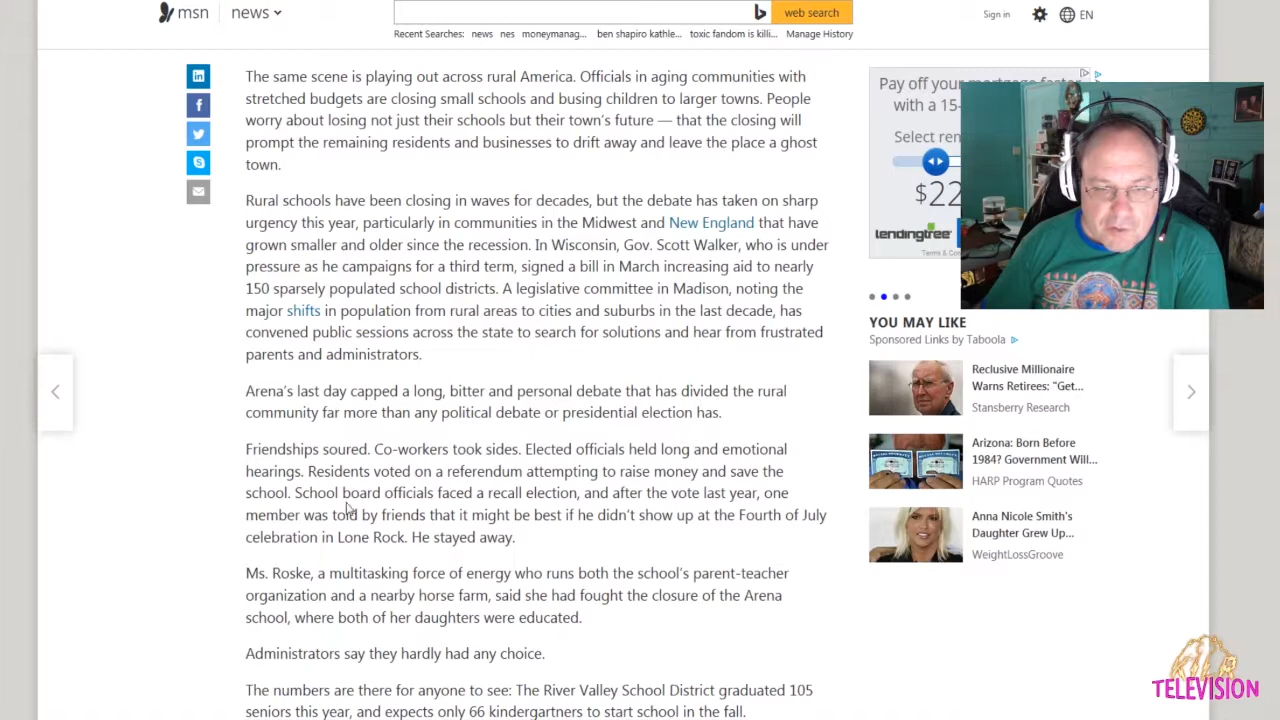 msn
news
web search
Sign in
EN
Recent Searches: news nes moneymanag... ben shapiro kathle... toxic fandom is killi... Manage History
The same scene is playing out across rural America. Officials in aging communities with
stretched budgets are closing small schools and busing children to larger towns. People
worry about losing not just their schools but their town's future — that the closing will
prompt the remaining residents and businesses to drift away and leave the place a ghost
town.
Rural schools have been closing in waves for decades, but the debate has taken on sharp
urgency this year, particularly in communities in the Midwest and New England that have
grown smaller and older since the recession. In Wisconsin, Gov. Scott Walker, who is under
pressure as he campaigns for a third term, signed a bill in March increasing aid to nearly
150 sparsely populated school districts. A legislative committee in Madison, noting the
major shifts in population from rural areas to cities and suburbs in the last decade, has
convened public sessions across the state to search for solutions and hear from frustrated
parents and administrators.
Arena's last day capped a long, bitter and personal debate that has divided the rural
community far more than any political debate or presidential election has.
Friendships soured. Co-workers took sides. Elected officials held long and emotional
hearings. Residents voted on a referendum attempting to raise money and save the
school. School board officials faced a recall election, and after the vote last year, one
member was told by friends that it might be best if he didn't show up at the Fourth of July
celebration in Lone Rock. He stayed away.
Ms. Roske, a multitasking force of energy who runs both the school's parent-teacher
organization and a nearby horse farm, said she had fought the closure of the Arena
school, where both of her daughters were educated.
Administrators say they hardly had any choice.
The numbers are there for anyone to see: The River Valley School District graduated 105
seniors this year, and expects only 66 kindergartners to start school in the fall.
Pay off your mortgage faster
with a 15-
Select
$22
lendingtree
Terms &
YOU MAY LIKE
Sponsored Links by Taboola
Reclusive Millionaire
Warns Retirees: "Get...
Stansberry Research
Arizona: Born Before
1984? Government Will...
HARP Program Quotes
Anna Nicole Smith's
Daughter Grew Up...
WeightLossGroove
KILR
TELEVISION